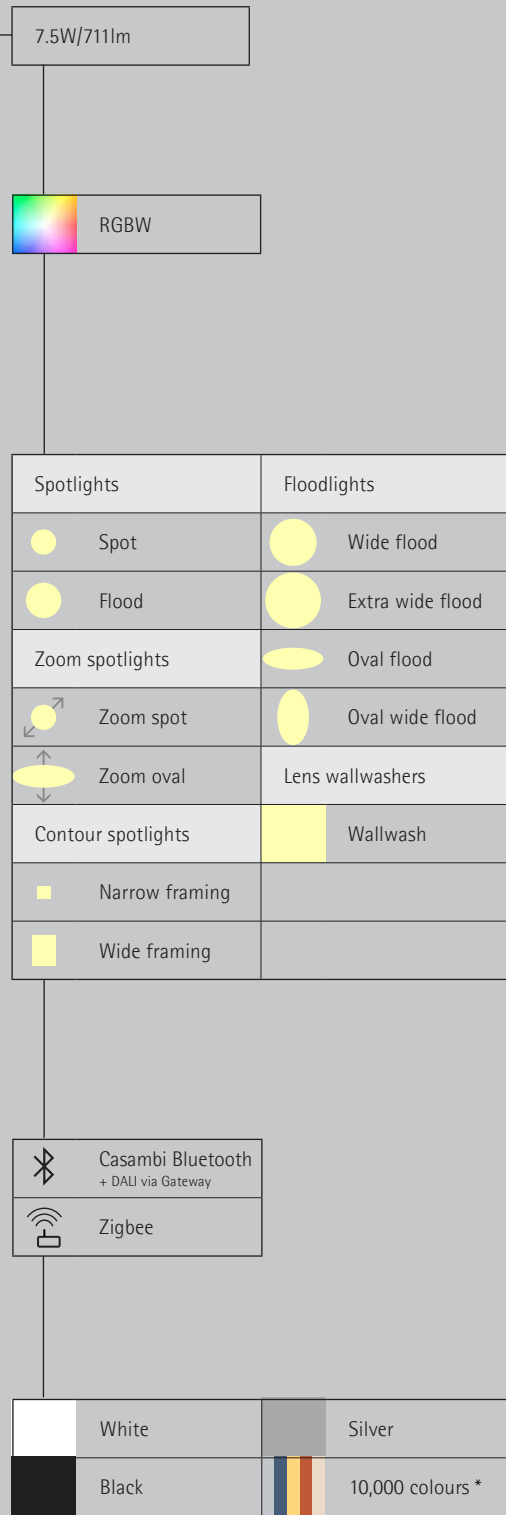 7.5W/711lm
RGBW
Spotlights
Floodlights
Spot
Wide flood
Flood
Extra wide flood
Zoom spotlights
Oval flood
Zoom spot
Oval wide flood
Zoom oval
Lens wallwashers
Contour spotlights
Wallwash
Narrow framing
Wide framing
Casambi Bluetooth
+ DALI via Gateway
Zigbee
White
Silver
Black
10,000 colours *